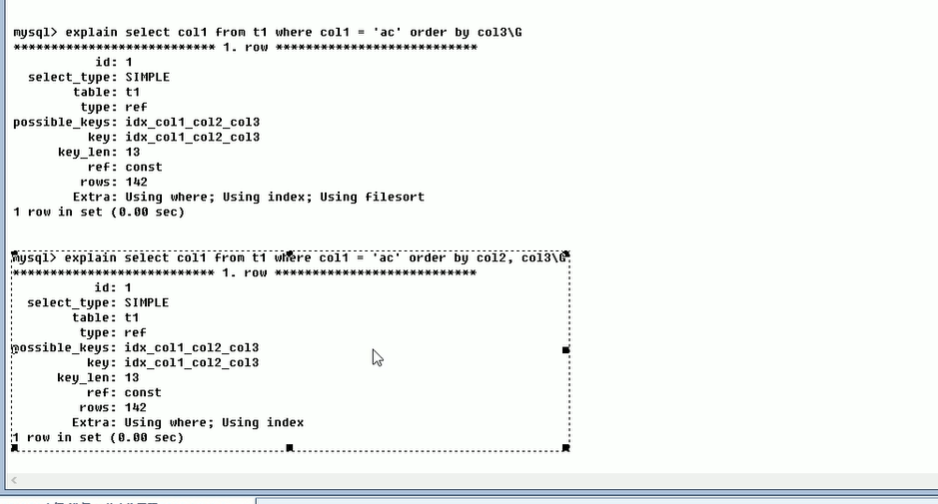 mysql> explain select col1 from t1 where col1 = 'ac' order by col3\G
*************************** 1. row ***************************
id: 1
select_type: SIMPLE
table: t1
type: ref
possible_keys: idx_col1_col2_col3
key: idx_col1_col2_col3
key_len: 13
ref: const
rows: 142
Extra: Using where; Using index; Using filesort
1 row in set (0.00 sec)
mysql> explain select col1 from t1 where col1 = 'ac' order by col2, col3\G
*************************** 1. row ***************************
id: 1
select_type: SIMPLE
table: t1
type: ref
possible_keys: idx_col1_col2_col3
key: idx_col1_col2_col3
key_len: 13
ref: const
rows: 142
Extra: Using where; Using index
1 row in set (0.00 sec)